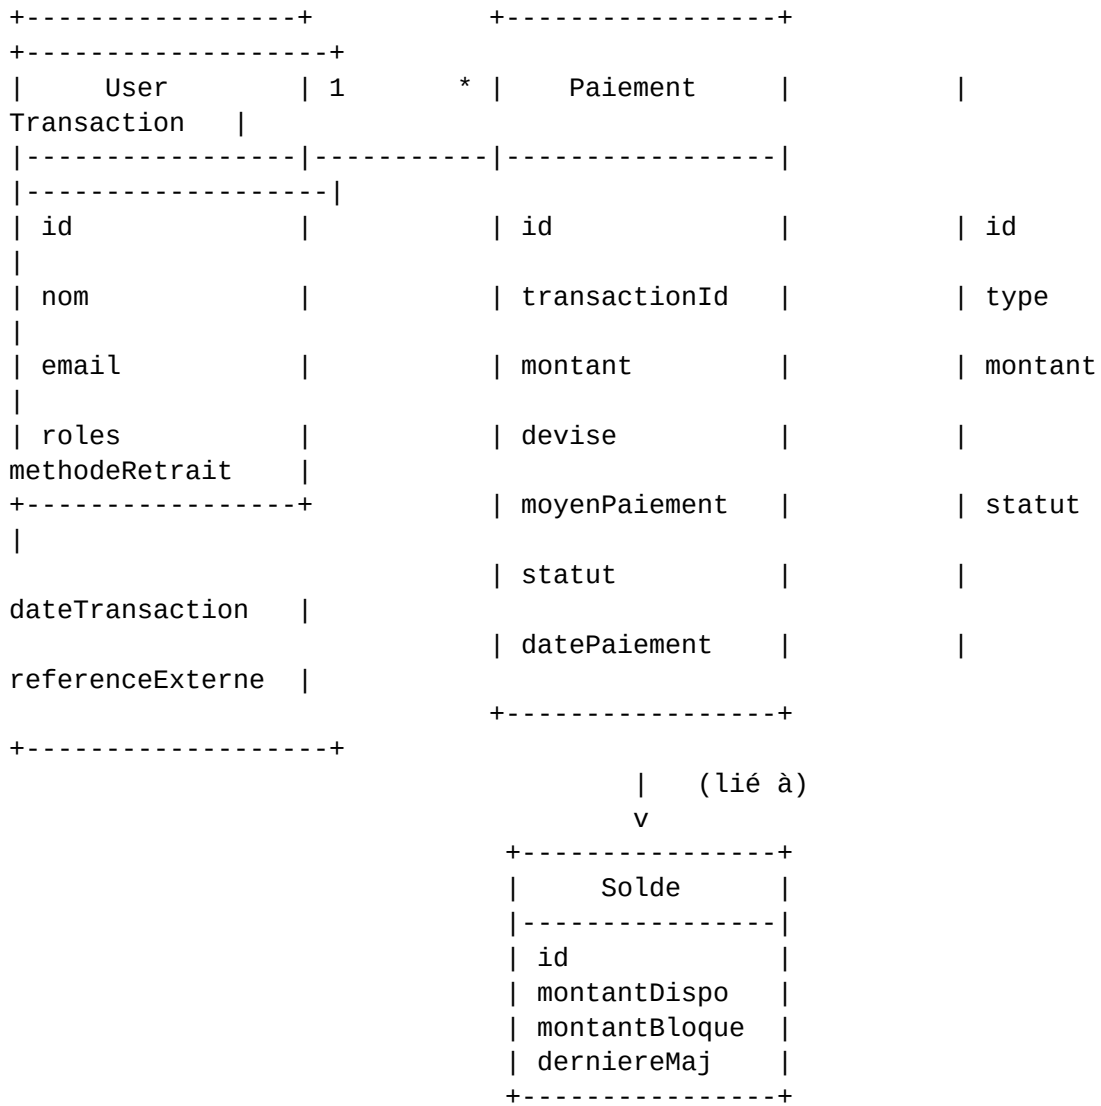 +-----------------+           +-----------------+
+-------------------+
|     User        | 1       * |    Paiement     |          |
Transaction   |
|-----------------|-----------|-----------------|
|-------------------|
| id              |           | id              |          | id
|
| nom             |           | transactionId   |          | type
|
| email           |           | montant         |          | montant
|
| roles           |           | devise          |          |
methodeRetrait    |
+-----------------+           | moyenPaiement   |          | statut
|
                              | statut          |          |
dateTransaction   |
                              | datePaiement    |          |
referenceExterne  |
                              +-----------------+
+-------------------+
                                       |   (lié à)
                                       v
                               +----------------+
                               |     Solde      |
                               |----------------|
                               | id             |
                               | montantDispo   |
                               | montantBloque  |
                               | derniereMaj    |
                               +----------------+